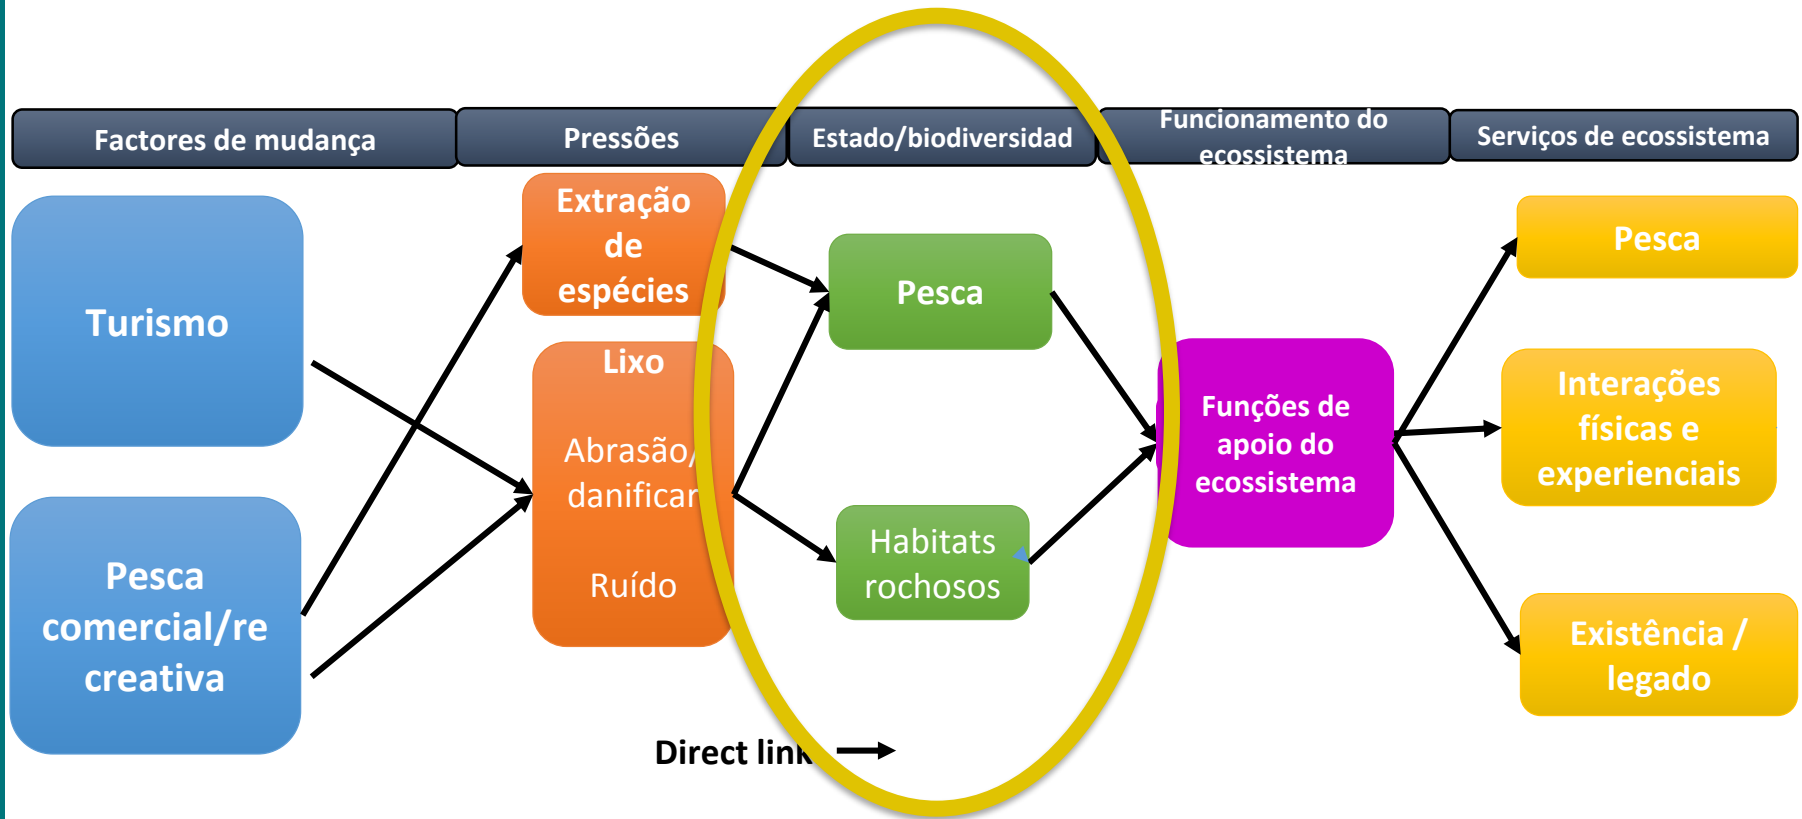 Factores de mudança
Pressões
Estado/biodiversidad
Funcionamento do
ecossistema
Serviços de ecossistema
Turismo
Pesca
comercial/re
creativa
Extração
de
espécies
Lixo
Abrasão/
danificar
Ruído
Pesca
Habitats
rochosos
Funções de
apoio do
ecossistema
Pesca
Interações
físicas e
experienciais
Existência /
legado
Direct link